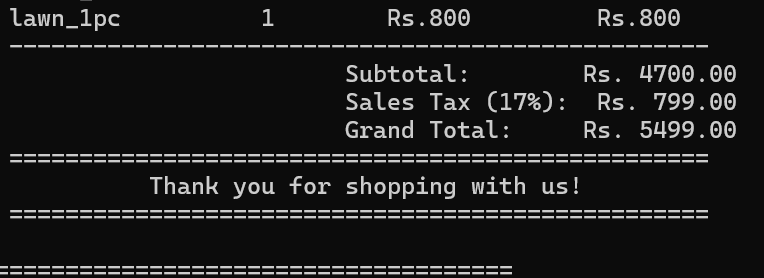 lawn_1pc          1        Rs.800         Rs.800
--------------------------------------------------
                        Subtotal:        Rs. 4700.00
                        Sales Tax (17%):  Rs. 799.00
                        Grand Total:     Rs. 5499.00
==================================================
          Thank you for shopping with us!
==================================================
=====================================